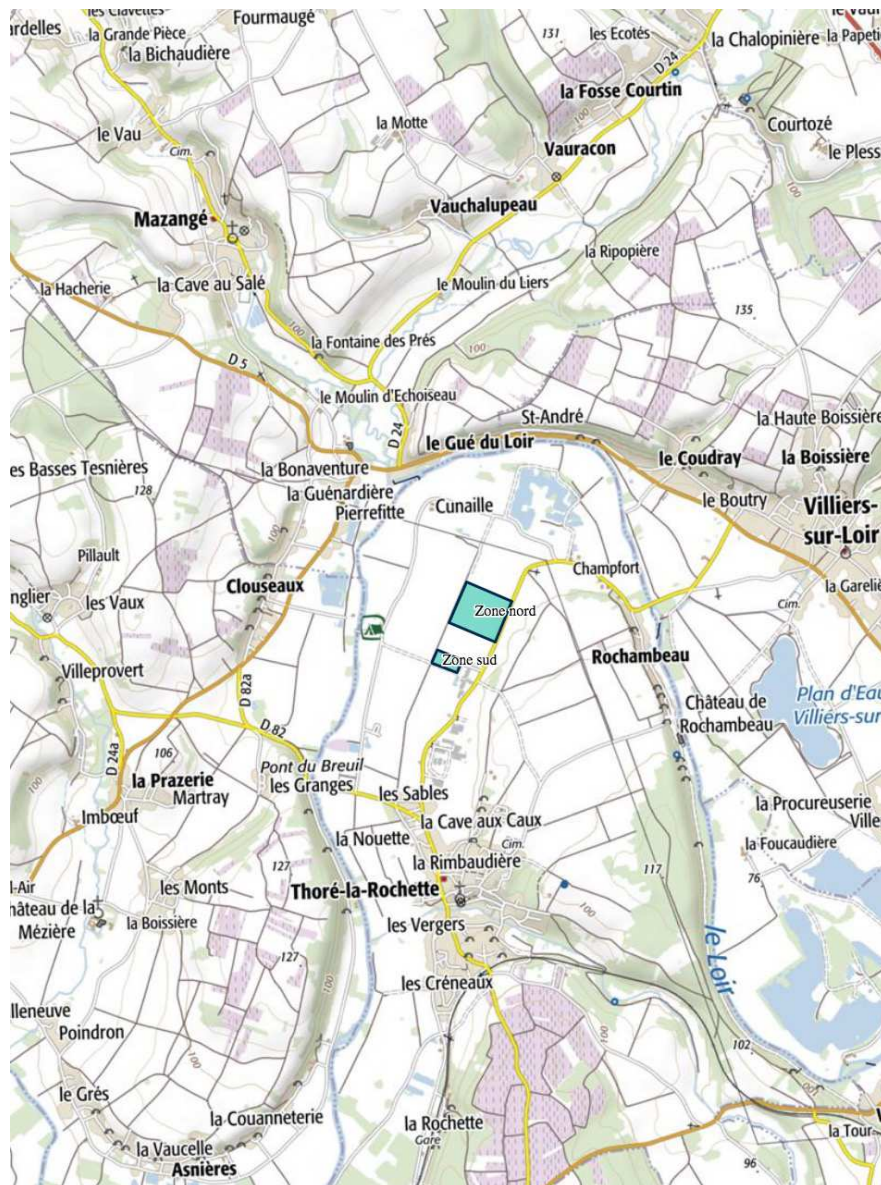 Fourmaugé
la Grande Pièce
la Bichaudière
131
les Ecotés
D 24
la Chalopinière
la Papeti
la Fosse Courtin
100
132
la Motte
le Vau
Cim.
Courtozé
le Pless
100
Vauracon
Vauchalupeau
Mazangé
la Ripopière
la Hacherie
la Cave au Salé
le Moulin du Liers
135
100
la Fontaine des Prés
100
D 5
le Moulin d'Echoiseau
D 24
St-André
la Haute Boissière
le Gué du Loir
le Coudray
la Boissière
es Basses Tesnières
128
la Bonaventure
la Guénardière
Pierrefitte
Cunaille
le Boutry
Villiers-
sur-Loir
100
Pillault
Champfort
la Gareliè
nglier
les Vaux
Clouseaux
Zone nord
Cim.
Zone sud
Rochambeau
Villeprovert
D 82a
Château de
Rochambeau
Plan d'Eau
Villiers-sur
D 82
D 24a
106
100
la Prazerie
Martray
Pont du Breuil
les Granges
les Sables
Imbœuf
la Cave aux Caux
la Procureuserie
Ville
la Nouette
Cim.
la Foucaudière
127
la Rimbaudière
117
76
l-Air
les Monts
Thoré-la-Rochette
hâteau de la
Mézière
la Boissière
100
les Vergers
le Loir
127
les Créneaux
lleneuve
Poindron
100
102
le Grés
la Couanneterie
la Rochette
Gare
la Vaucelle
Asnières
la Tour
96